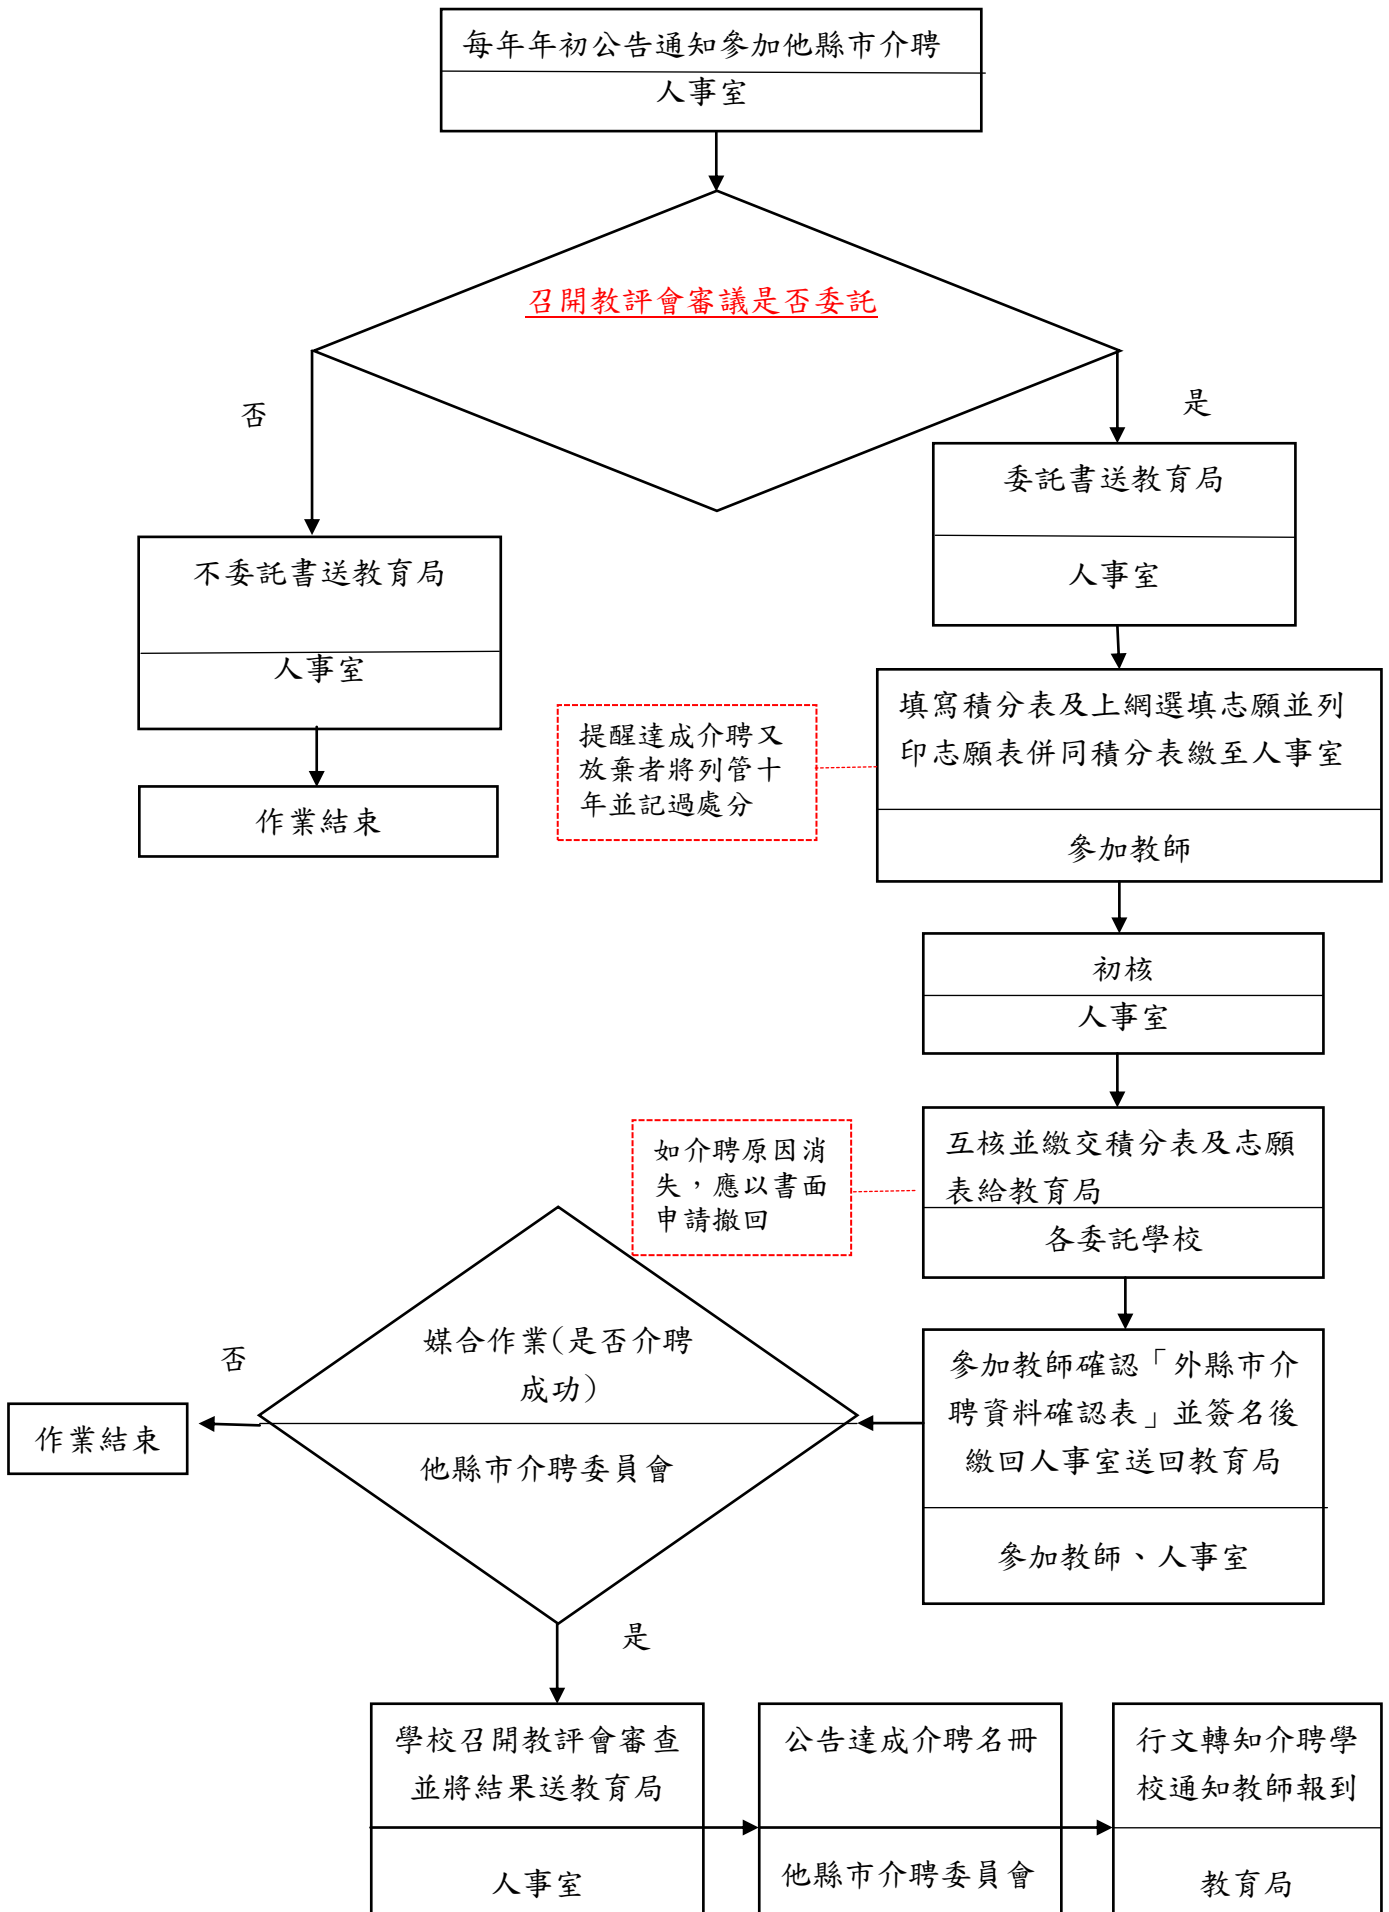 每年年初公告通知參加他縣市介聘
人事室
召開教評會審議是否委託
否
是
委託書送教育局
人事室
不委託書送教育局
人事室
作業結束
填寫積分表及上網選填志願並列
印志願表併同積分表繳至人事室
參加教師
提醒達成介聘又
放棄者將列管十
年並記過處分
初核
人事室
互核並繳交積分表及志願
表給教育局
各委託學校
如介聘原因消
失，應以書面
申請撤回
參加教師確認「外縣市介
聘資料確認表」並簽名後
繳回人事室送回教育局
參加教師、人事室
媒合作業(是否介聘
成功)
他縣市介聘委員會
否
作業結束
是
學校召開教評會審查
並將結果送教育局
人事室
公告達成介聘名冊
他縣市介聘委員會
行文轉知介聘學
校通知教師報到
教育局